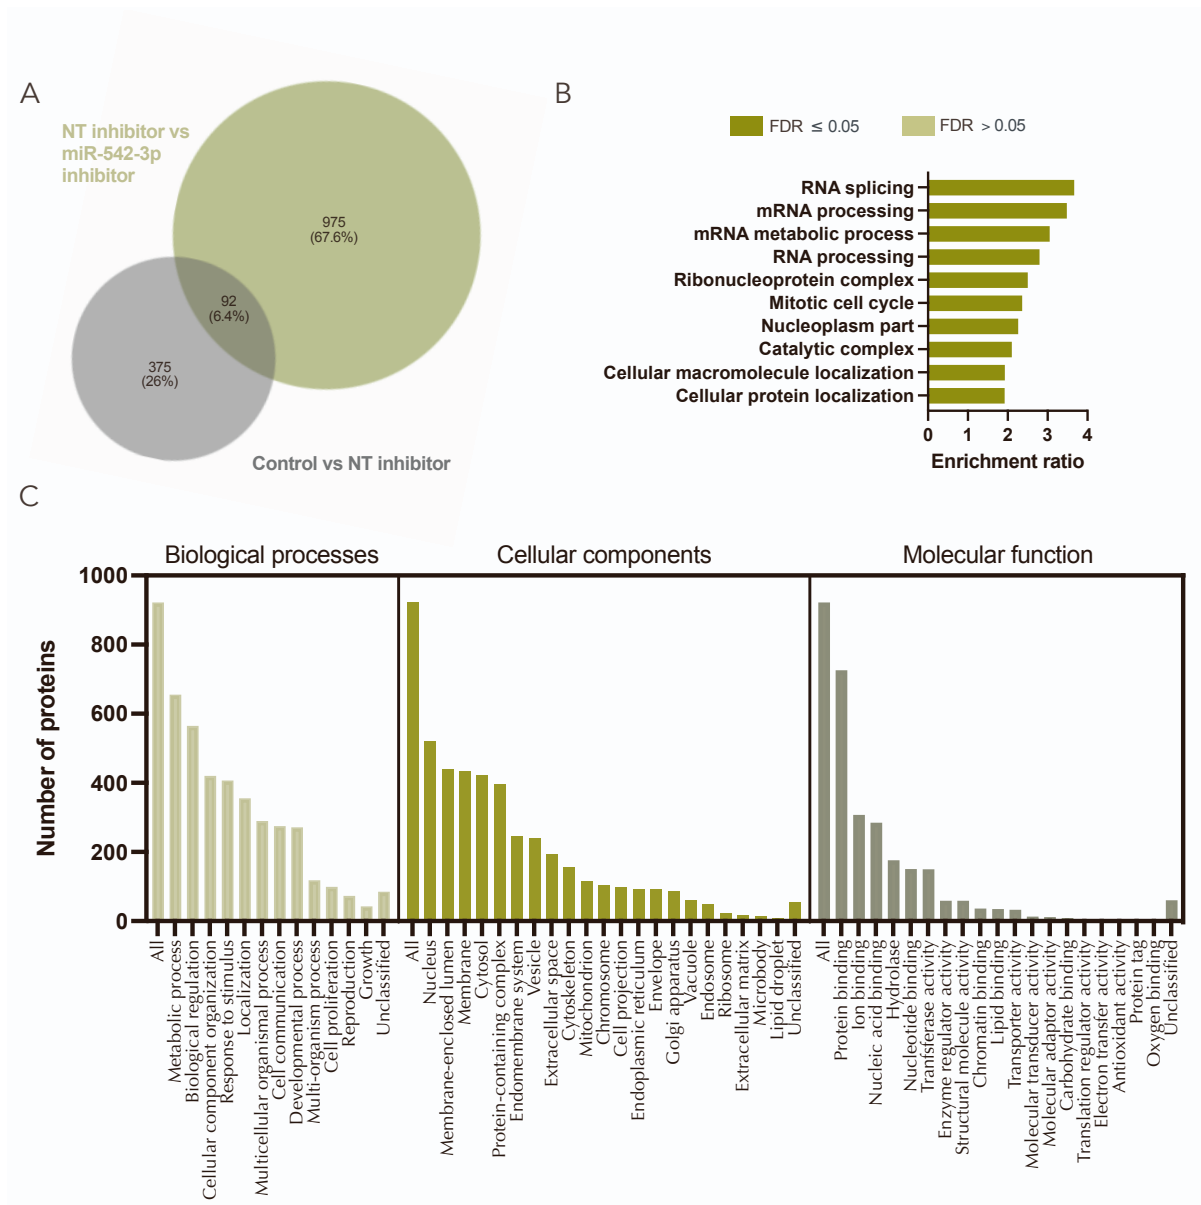 A
NT inhibitor vs
miR-542-3p
inhibitor
975
(67.6%)
92
(6.4%)
375
(26%)
Control vs NT inhibitor
B
FDR ≤ 0.05
FDR > 0.05
RNA splicing
mRNA processing
mRNA metabolic process
RNA processing
Ribonucleoprotein complex
Mitotic cell cycle
Nucleoplasm part
Catalytic complex
Cellular macromolecule localization
Cellular protein localization
0 1 2 3 4
Enrichment ratio
C
Biological processes
Cellular components
Molecular function
Number of proteins
1000
800
600
400
200
0
All
Metabolic process
Biological regulation
Cellular component organization
Response to stimulus
Localization
Multicellular organismal process
Cell communication
Developmental process
Multi-organism process
Cell proliferation
Reproduction
Growth
Unclassified
All
Nucleus
Membrane-enclosed lumen
Membrane
Cytosol
Protein-containing complex
Endomembrane system
Vesicle
Extracellular space
Cytoskeleton
Mitochondrion
Chromosome
Cell projection
Endoplasmic reticulum
Envelope
Golgi apparatus
Vacuole
Endosome
Ribosome
Extracellular matrix
Microbody
Lipid droplet
Unclassified
All
Protein binding
Ion binding
Nucleic acid binding
Hydrolase
Nucleotide binding
Transferase activity
Enzyme regulator activity
Structural molecule activity
Chromatin binding
Lipid binding
Transporter activity
Molecular transducer activity
Molecular adaptor activity
Carbohydrate binding
Translation regulator activity
Electron transfer activity
Antioxidant activity
Protein tag
Oxygen binding
Unclassified